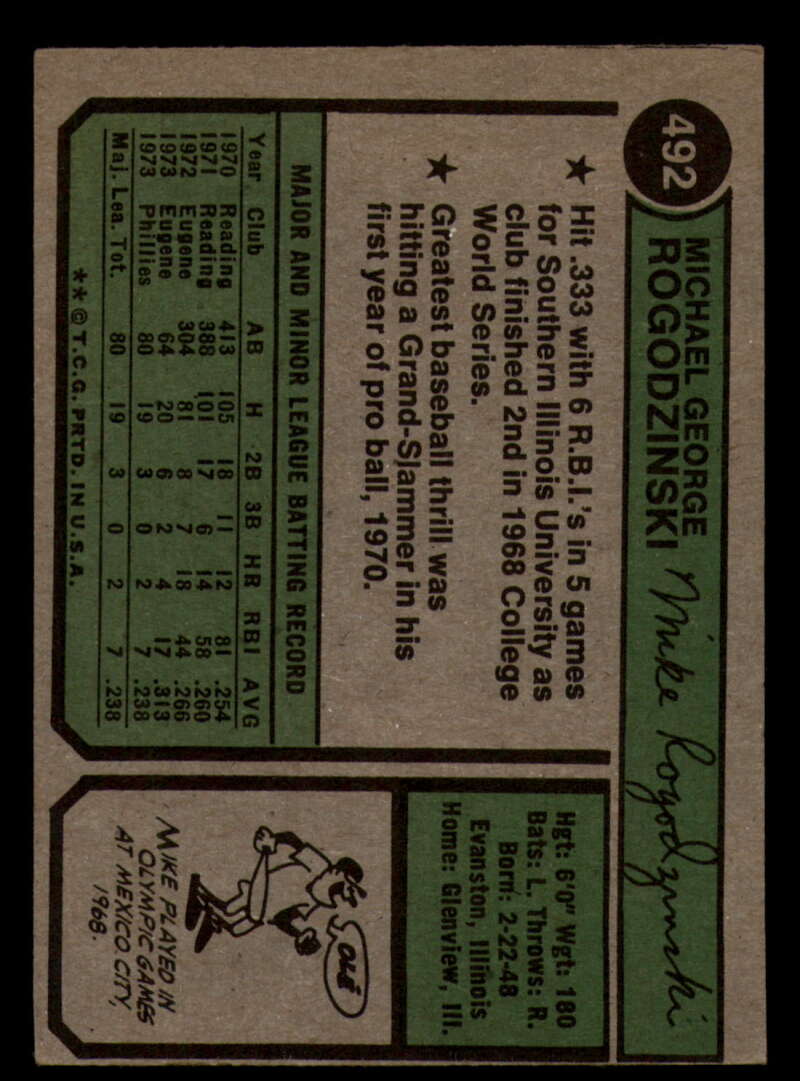 492
MICHAEL GEORGE
ROGODZINSKI
Mike Rogodzinski
★ Hit .333 with 6 R.B.I.'s in 5 games
for Southern Illinois University as
club finished 2nd in 1968 College
World Series.
★ Greatest baseball thrill was
hitting a Grand-Slammer in his
first year of pro ball, 1970.
MAJOR AND MINOR LEAGUE BATTING RECORD
Year Club AB H 2B 3B HR RBI AVG
1970 Reading 413 105 18 11 12 81 .254
1971 Reading 388 101 17 6 14 58 .260
1972 Eugene 304 81 8 7 18 44 .266
1973 Eugene 64 20 6 2 4 17 .313
1973 Phillies 80 19 3 0 2 7 .238
Maj. Lea. Tot. 80 19 3 0 2 7 .238
**© T.C.G. PRTD. IN U.S.A.
Hgt: 6'0" Wgt: 180
Bats: L. Throws: R.
Born: 2-22-48
Evanston, Illinois
Home: Glenview, Ill.
OLÉ
MIKE PLAYED IN
OLYMPIC GAMES
AT MEXICO CITY,
1968.